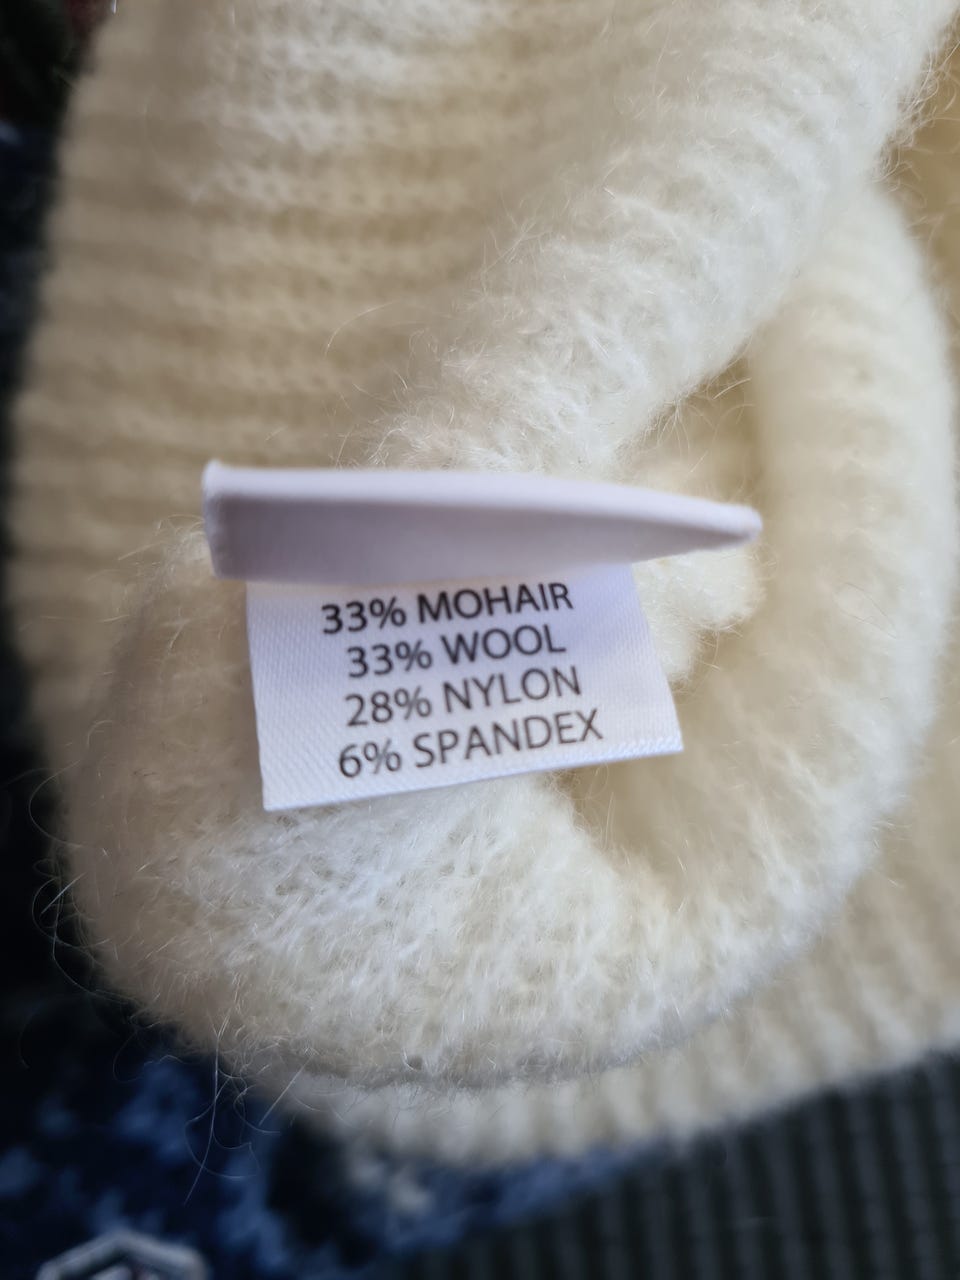 33% MOHAIR
33% WOOL
28% NYLON
6% SPANDEX